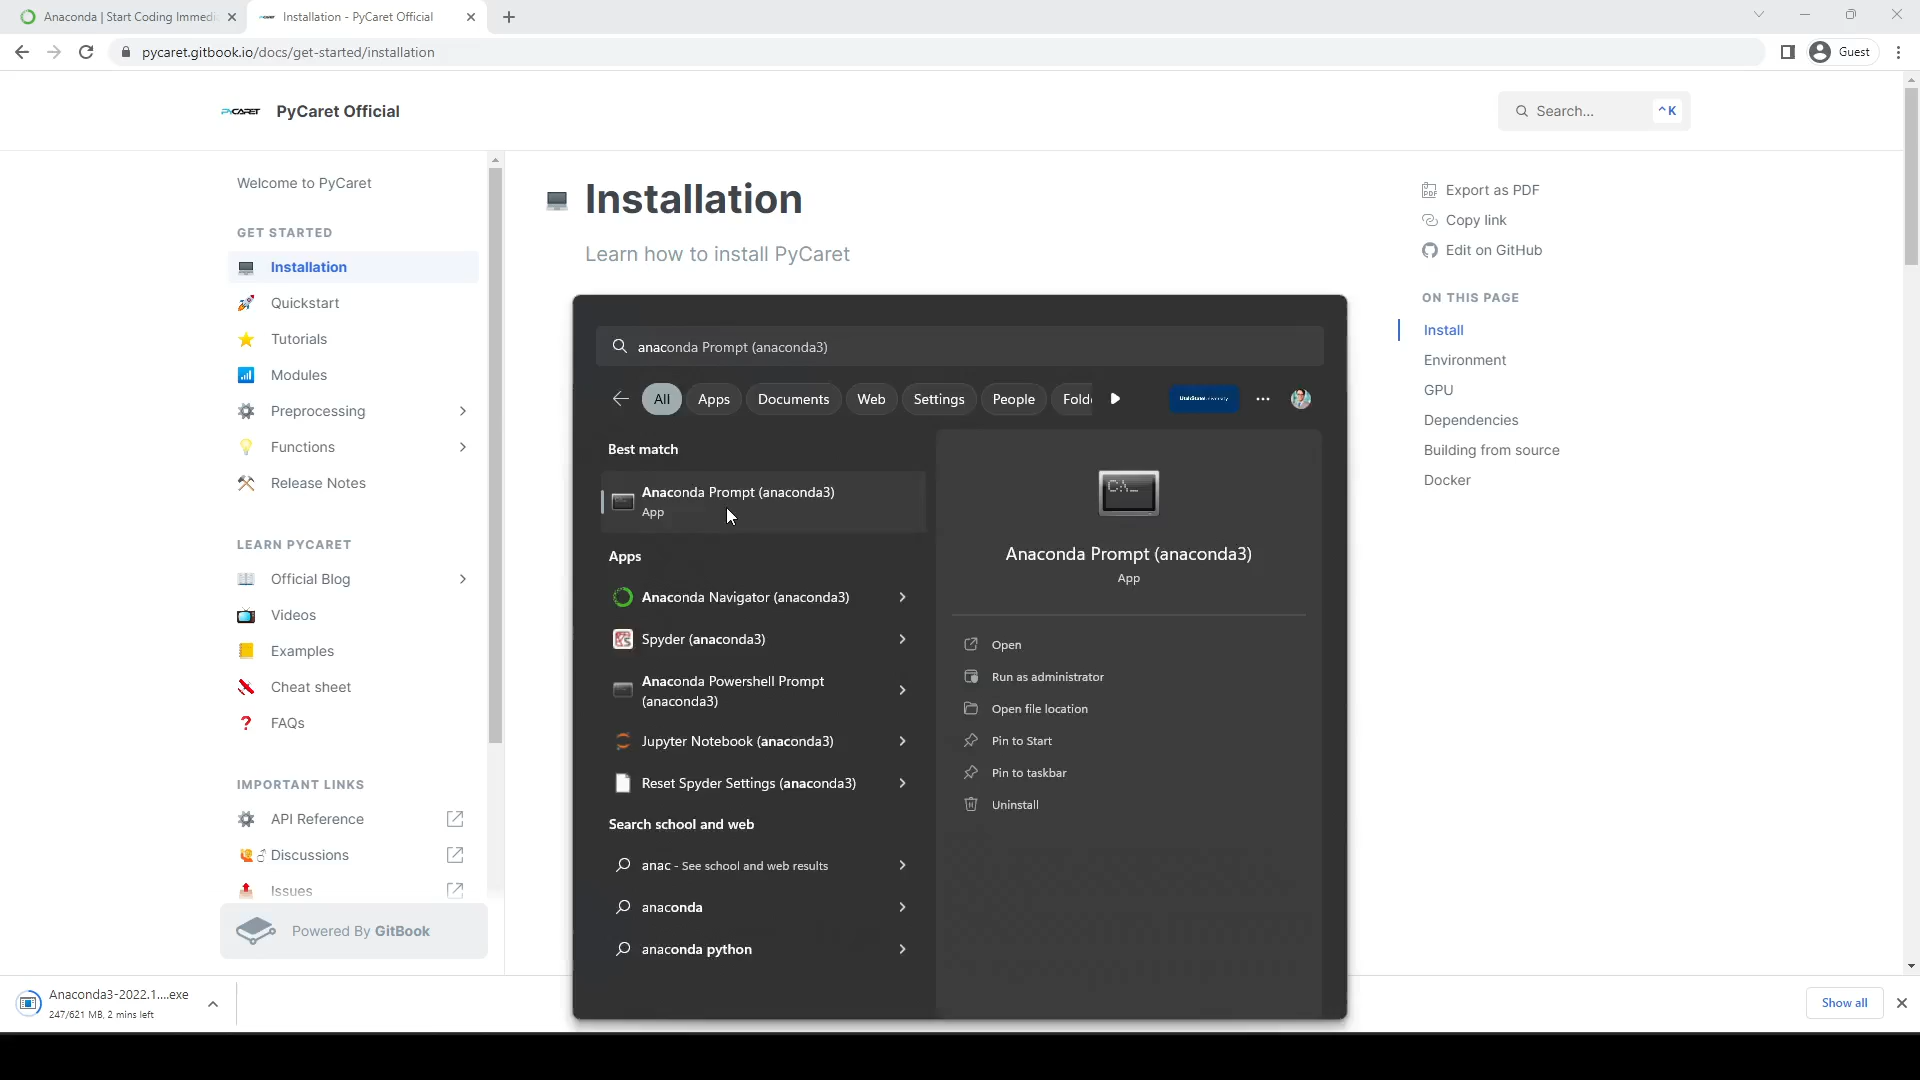 Anaconda | Start Coding Immedi
Installation - PyCaret Official
pycaret.gitbook.io/docs/get-started/installation
Guest
PYCARET
PyCaret Official
Search...
^K
Welcome to PyCaret
GET STARTED
Installation
Quickstart
Tutorials
Modules
Preprocessing
Functions
Release Notes
LEARN PYCARET
Official Blog
Videos
Examples
Cheat sheet
FAQs
IMPORTANT LINKS
API Reference
Discussions
Issues
Powered By GitBook
Installation
Learn how to install PyCaret
Export as PDF
Copy link
Edit on GitHub
ON THIS PAGE
Install
Environment
GPU
Dependencies
Building from source
Docker
anaconda Prompt (anaconda3)
All
Apps
Documents
Web
Settings
People
Fold
UtahStateUniversity
Best match
Anaconda Prompt (anaconda3)
App
Apps
Anaconda Navigator (anaconda3)
Spyder (anaconda3)
Anaconda Powershell Prompt
(anaconda3)
Jupyter Notebook (anaconda3)
Reset Spyder Settings (anaconda3)
Search school and web
anac - See school and web results
anaconda
anaconda python
C:\_
Anaconda Prompt (anaconda3)
App
Open
Run as administrator
Open file location
Pin to Start
Pin to taskbar
Uninstall
Anaconda3-2022.1....exe
247/621 MB, 2 mins left
Show all